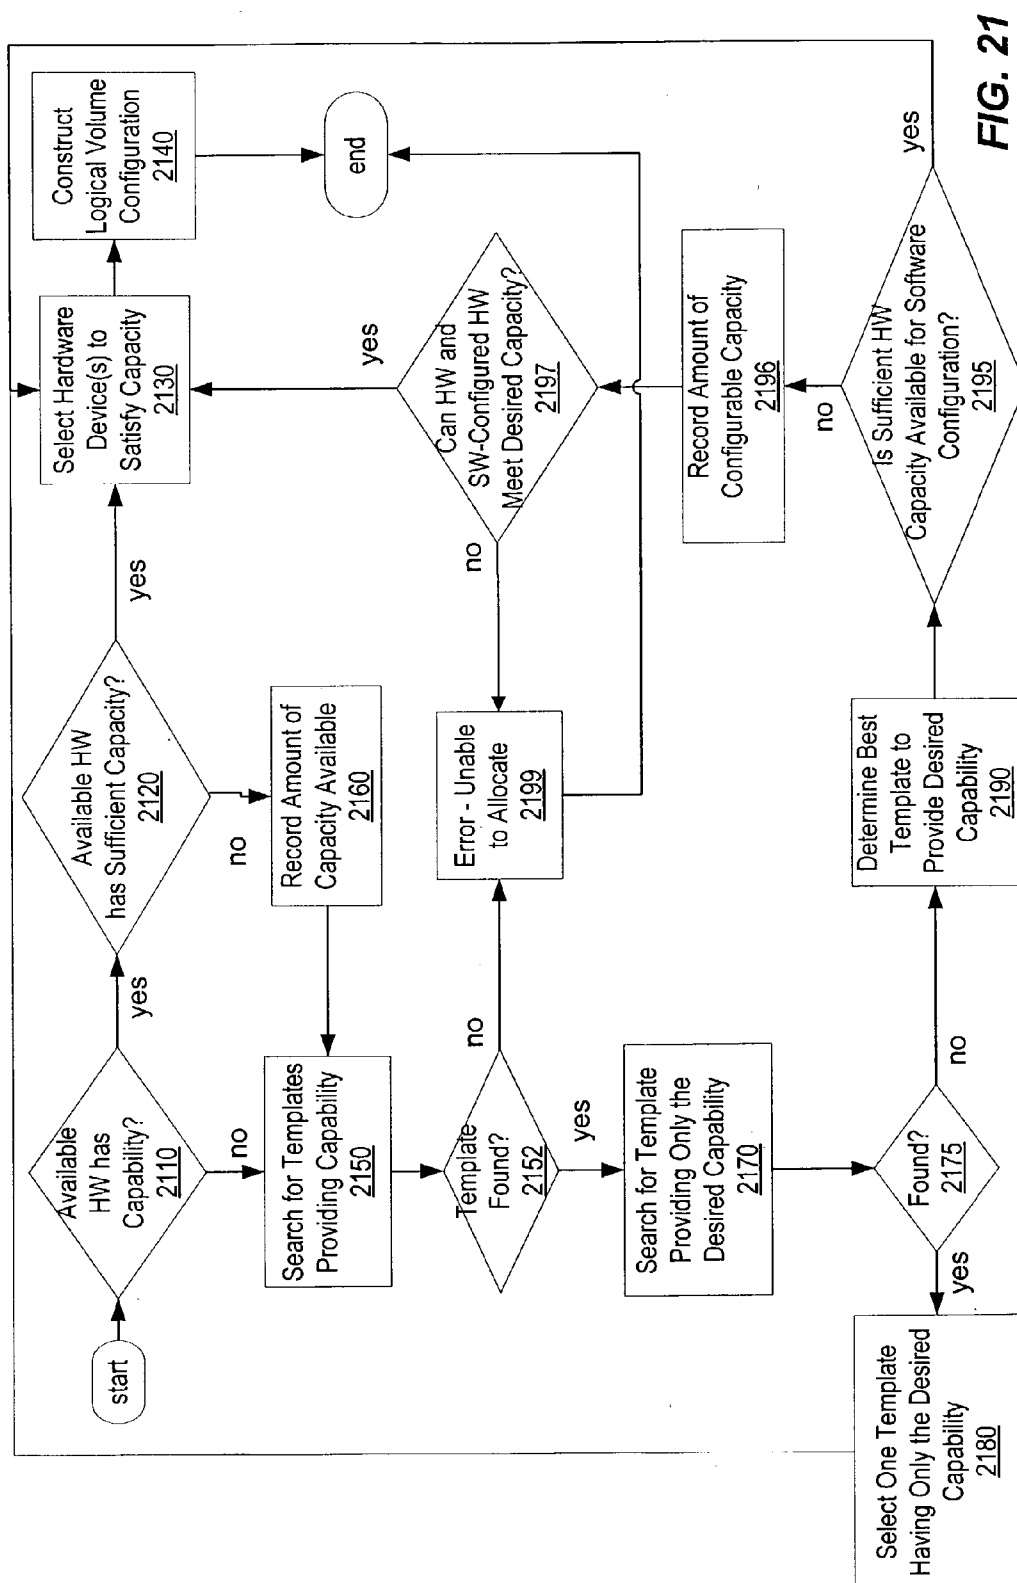 start
Available
HW has
Capability?
2110
yes
no
Available HW
has Sufficient Capacity?
2120
yes
no
Select Hardware
Device(s) to
Satisfy Capacity
2130
Construct
Logical Volume
Configuration
2140
end
Search for Templates
Providing Capability
2150
Record Amount of
Capacity Available
2160
Template
Found?
2152
no
yes
Error - Unable
to Allocate
2199
Can HW and
SW-Configured HW
Meet Desired Capacity?
2197
yes
no
Search for Template
Providing Only the
Desired Capability
2170
Record Amount of
Configurable Capacity
2196
Found?
2175
yes
no
Determine Best
Template to
Provide Desired
Capability
2190
Is Sufficient HW
Capacity Available for Software
Configuration?
2195
no
yes
Select One Template
Having Only the Desired
Capability
2180
FIG. 21